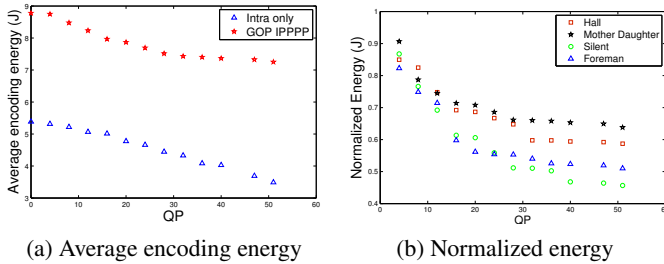 Average encoding energy (J)
9
8
7
6
5
4
3
0
10
20
30
40
50
60
QP
Intra only
GOP IPPPP
(a) Average encoding energy
Normalized Energy (J)
1
0.9
0.8
0.7
0.6
0.5
0.4
0
10
20
30
40
50
60
QP
Hall
Mother Daughter
Silent
Foreman
(b) Normalized energy